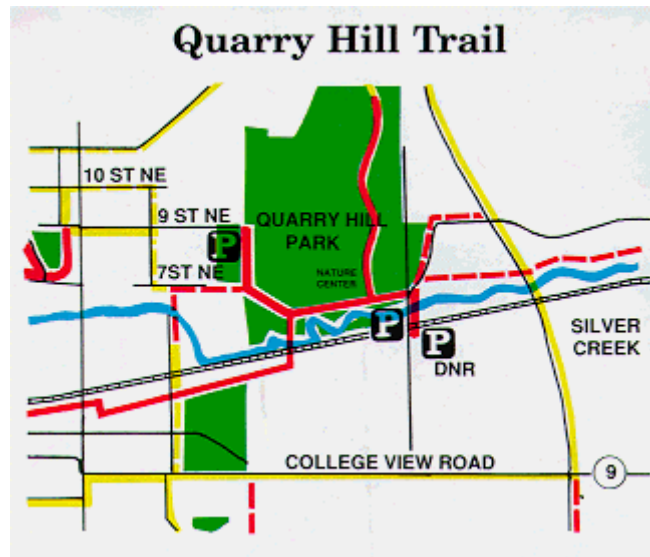 Quarry Hill Trail
10 ST NE
9 ST NE
QUARRY HILL
PARK
P
7ST NE
NATURE
CENTER
P
P
DNR
SILVER
CREEK
COLLEGE VIEW ROAD
9